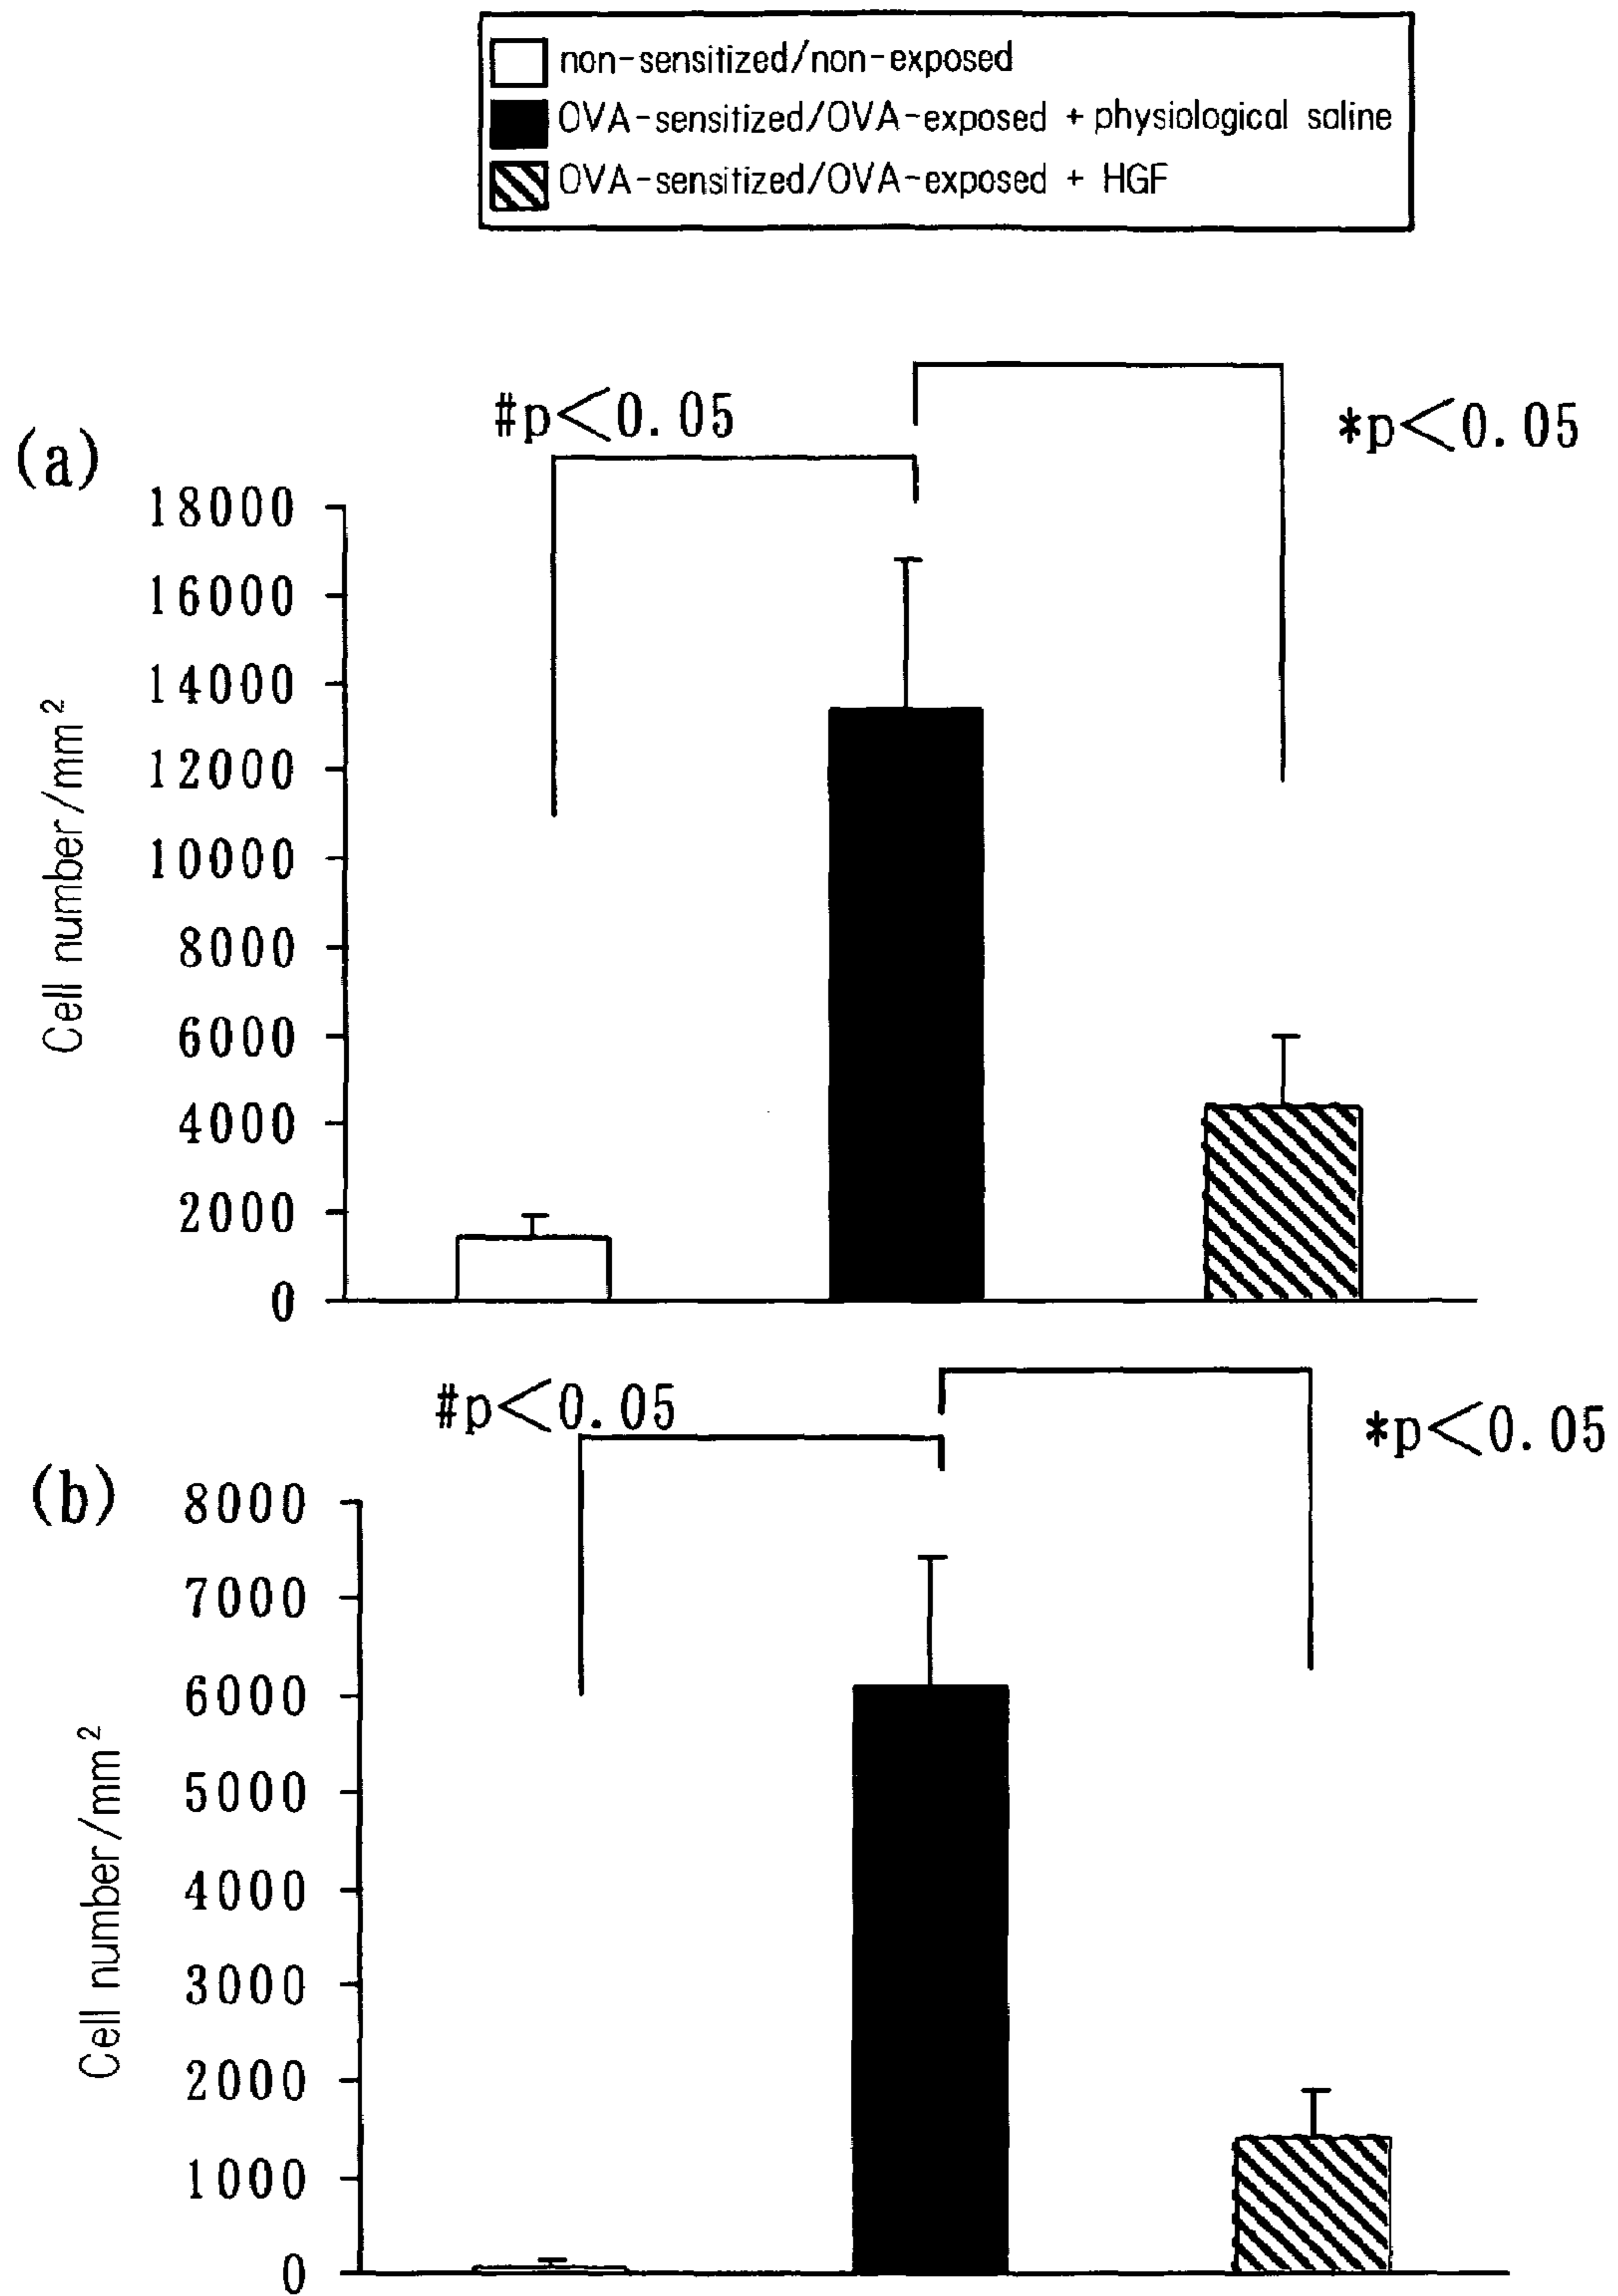 non-sensitized/non-exposed
OVA-sensitized/OVA-exposed + physiological saline
OVA-sensitized/OVA-exposed + HGF
(a)
#p<0.05
*p<0.05
Cell number/mm²
18000
16000
14000
12000
10000
8000
6000
4000
2000
0
(b)
#p<0.05
*p<0.05
Cell number/mm²
8000
7000
6000
5000
4000
3000
2000
1000
0